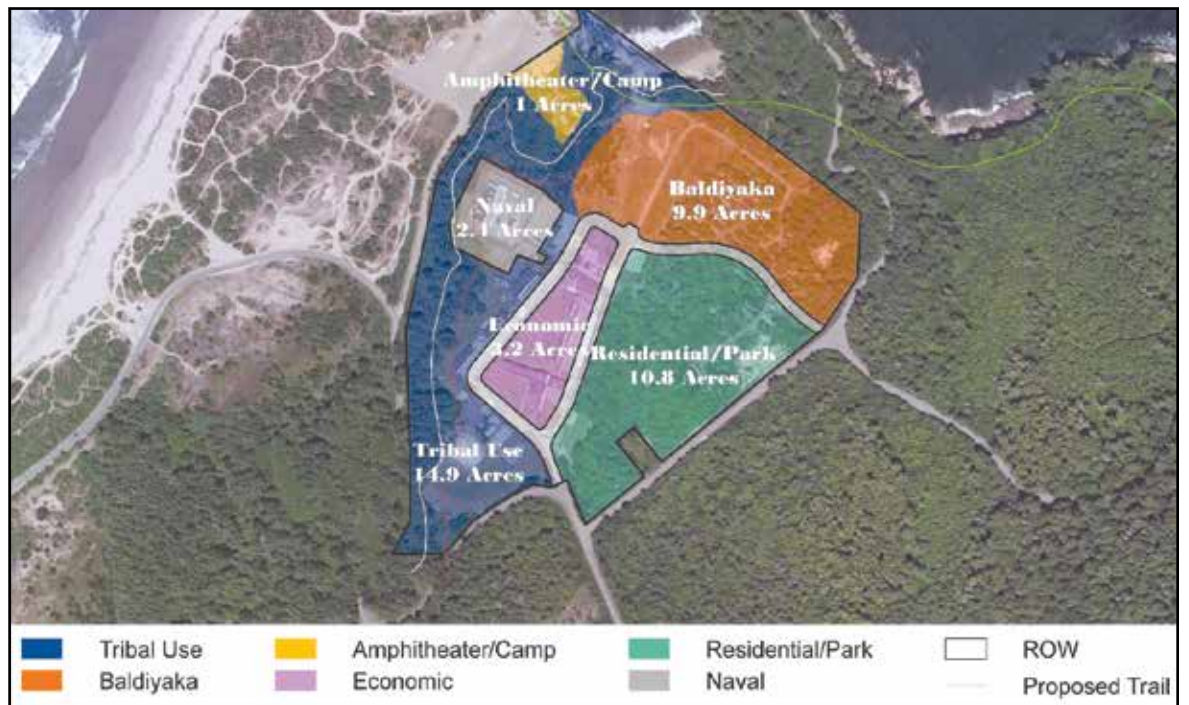 Amphitheater/Camp
1 Acres
Baldiyaka
9.9 Acres
Naval
2.4 Acres
Economic
3.2 Acres
Residential/Park
10.8 Acres
Tribal Use
14.9 Acres
Tribal Use
Amphitheater/Camp
Residential/Park
ROW
Baldiyaka
Economic
Naval
Proposed Trail